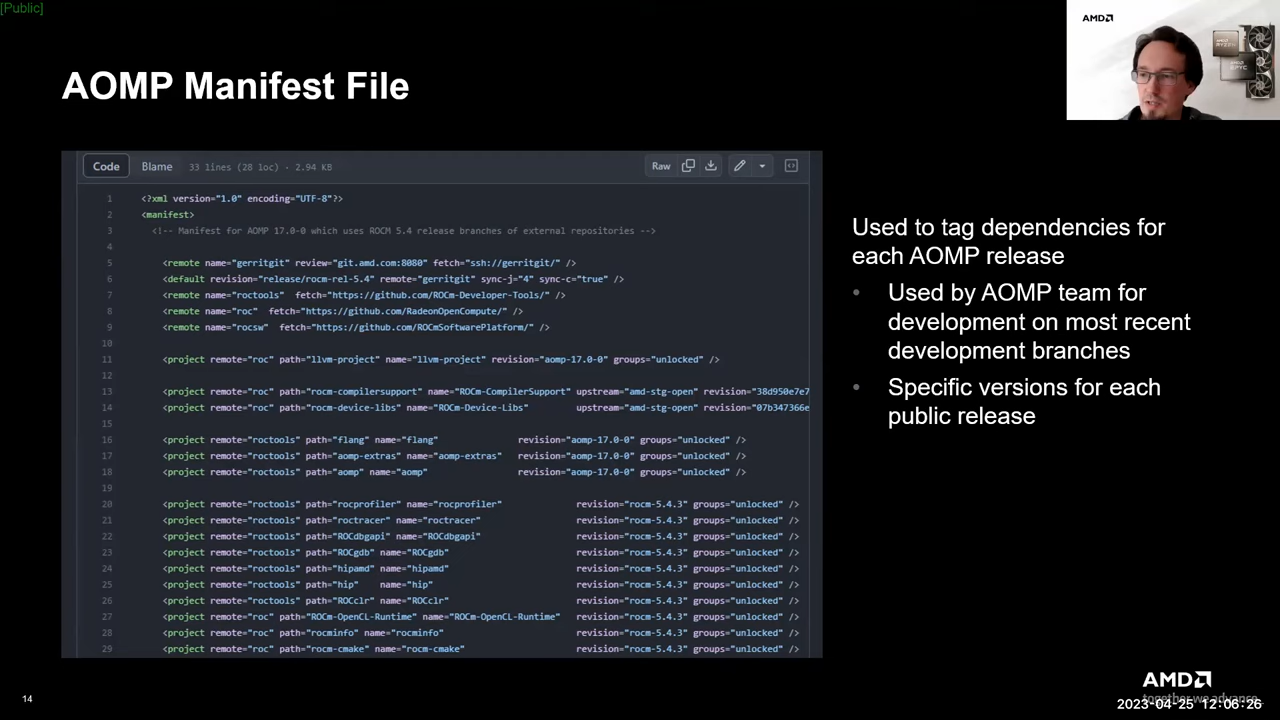 [Public]
AMD
AOMP Manifest File
Code Blame 33 lines (28 loc) · 2.94 KB Raw
1 <?xml version="1.0" encoding="UTF-8"?>
2 <manifest>
3 <!-- Manifest for AOMP 17.0-0 which uses ROCM 5.4 release branches of external repositories -->
4
5 <remote name="gerritgit" review="git.amd.com:8080" fetch="ssh://gerritgit/" />
6 <default revision="release/rocm-rel-5.4" remote="gerritgit" sync-j="4" sync-c="true" />
7 <remote name="roctools" fetch="https://github.com/ROCm-Developer-Tools/" />
8 <remote name="roc" fetch="https://github.com/RadeonOpenCompute/" />
9 <remote name="rocsw" fetch="https://github.com/ROCmSoftwarePlatform/" />
10
11 <project remote="roc" path="llvm-project" name="llvm-project" revision="aomp-17.0-0" groups="unlocked" />
12
13 <project remote="roc" path="rocm-compilersupport" name="ROCm-CompilerSupport" upstream="amd-stg-open" revision="38d950e7e7
14 <project remote="roc" path="rocm-device-libs" name="ROCm-Device-Libs" upstream="amd-stg-open" revision="07b347366e
15
16 <project remote="roctools" path="flang" name="flang" revision="aomp-17.0-0" groups="unlocked" />
17 <project remote="roctools" path="aomp-extras" name="aomp-extras" revision="aomp-17.0-0" groups="unlocked" />
18 <project remote="roctools" path="aomp" name="aomp" revision="aomp-17.0-0" groups="unlocked" />
19
20 <project remote="roctools" path="rocprofiler" name="rocprofiler" revision="rocm-5.4.3" groups="unlocked" />
21 <project remote="roctools" path="roctracer" name="roctracer" revision="rocm-5.4.3" groups="unlocked" />
22 <project remote="roctools" path="ROCdbgapi" name="ROCdbgapi" revision="rocm-5.4.3" groups="unlocked" />
23 <project remote="roctools" path="ROCgdb" name="ROCgdb" revision="rocm-5.4.3" groups="unlocked" />
24 <project remote="roctools" path="hipamd" name="hipamd" revision="rocm-5.4.3" groups="unlocked" />
25 <project remote="roctools" path="hip" name="hip" revision="rocm-5.4.3" groups="unlocked" />
26 <project remote="roctools" path="ROCclr" name="ROCclr" revision="rocm-5.4.3" groups="unlocked" />
27 <project remote="roc" path="ROCm-OpenCL-Runtime" name="ROCm-OpenCL-Runtime" revision="rocm-5.4.3" groups="unlocked" />
28 <project remote="roc" path="rocminfo" name="rocminfo" revision="rocm-5.4.3" groups="unlocked" />
29 <project remote="roc" path="rocm-cmake" name="rocm-cmake" revision="rocm-5.4.3" groups="unlocked" />
Used to tag dependencies for
each AOMP release
• Used by AOMP team for
development on most recent
development branches
• Specific versions for each
public release
14
AMD
together we advance_
2023-04-25 12:06:26